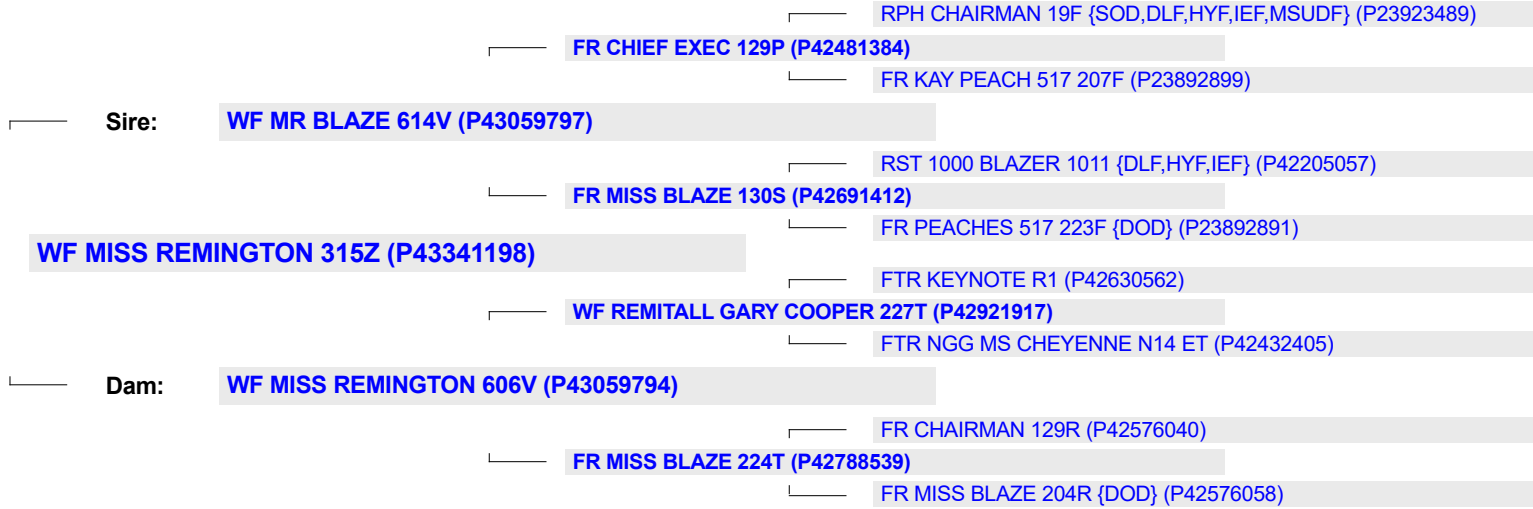 RPH CHAIRMAN 19F {SOD,DLF,HYF,IEF,MSUDF} (P23923489)
FR CHIEF EXEC 129P (P42481384)
FR KAY PEACH 517 207F (P23892899)
Sire: WF MR BLAZE 614V (P43059797)
RST 1000 BLAZER 1011 {DLF,HYF,IEF} (P42205057)
FR MISS BLAZE 130S (P42691412)
FR PEACHES 517 223F {DOD} (P23892891)
WF MISS REMINGTON 315Z (P43341198)
FTR KEYNOTE R1 (P42630562)
WF REMITALL GARY COOPER 227T (P42921917)
FTR NGG MS CHEYENNE N14 ET (P42432405)
Dam: WF MISS REMINGTON 606V (P43059794)
FR CHAIRMAN 129R (P42576040)
FR MISS BLAZE 224T (P42788539)
FR MISS BLAZE 204R {DOD} (P42576058)